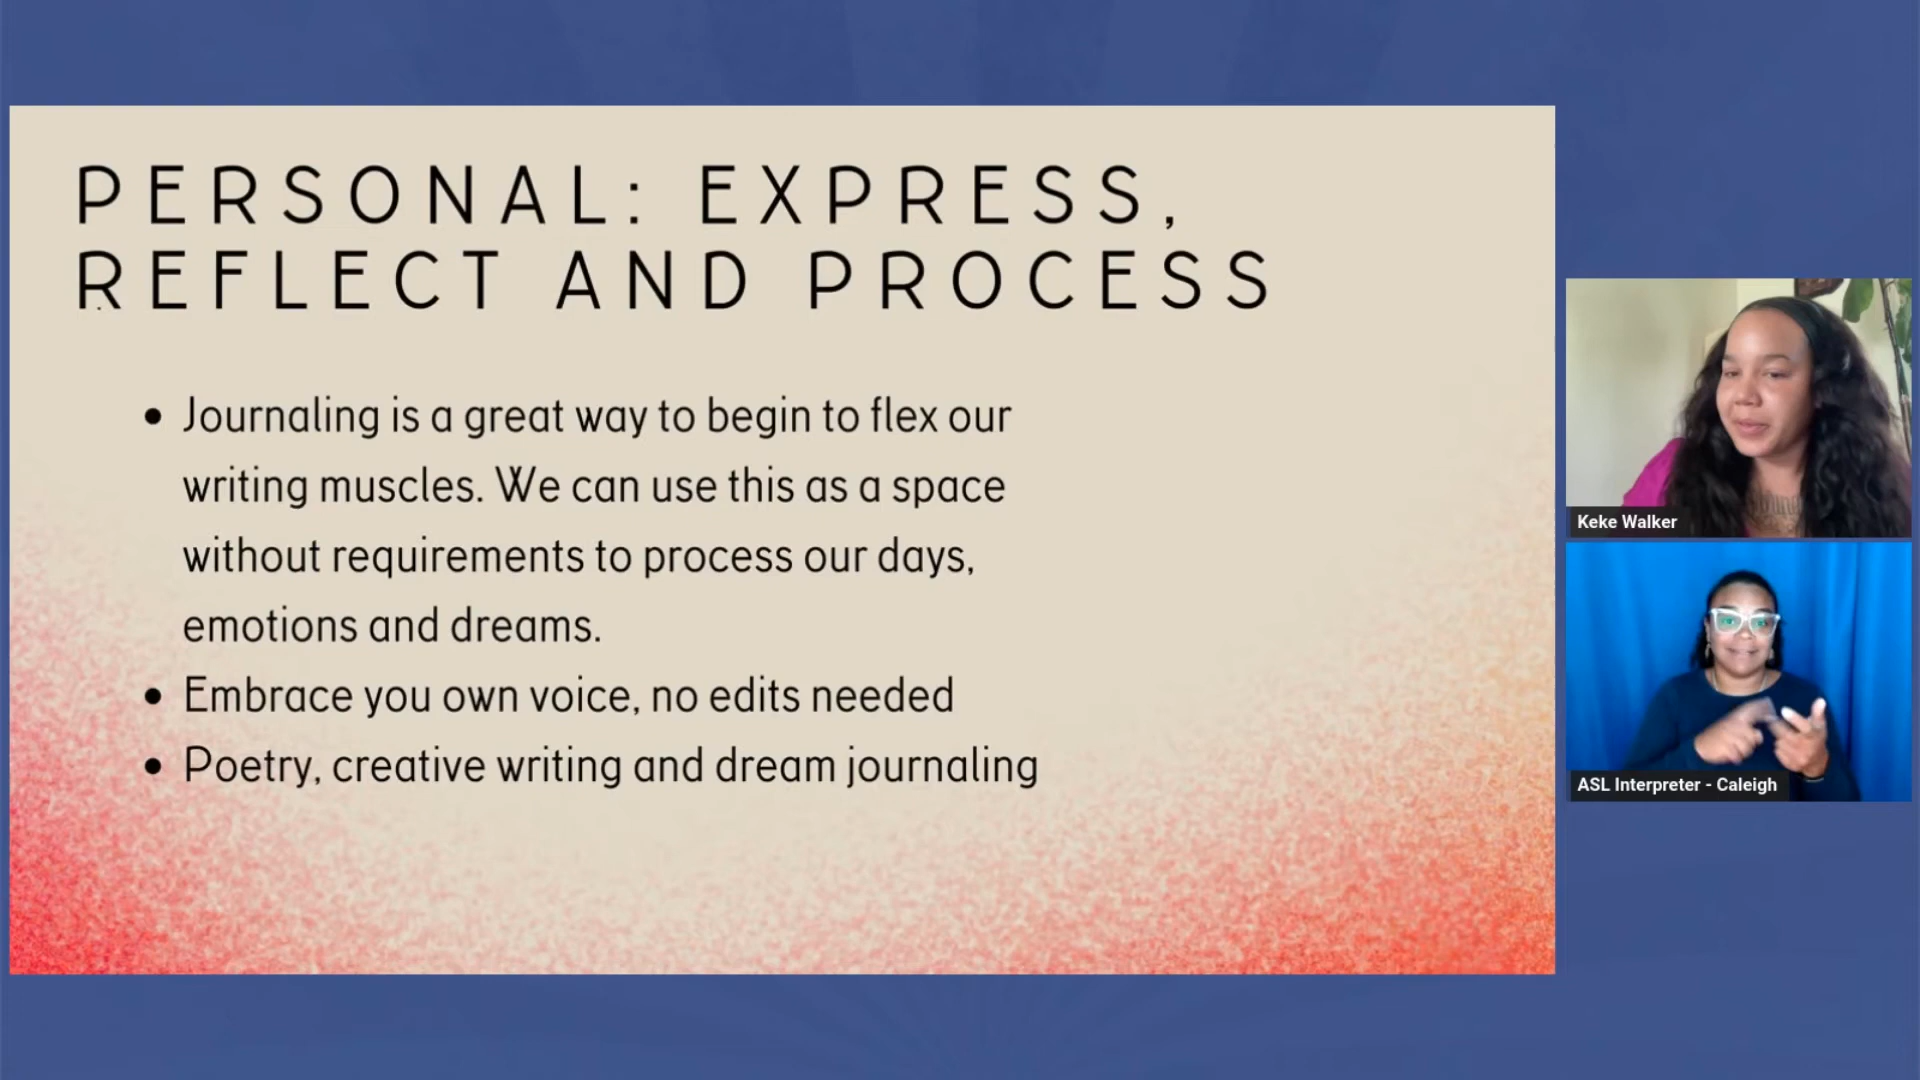 PERSONAL: EXPRESS,
REFLECT AND PROCESS
• Journaling is a great way to begin to flex our
writing muscles. We can use this as a space
without requirements to process our days,
emotions and dreams.
• Embrace you own voice, no edits needed
• Poetry, creative writing and dream journaling
Keke Walker
ASL Interpreter - Caleigh